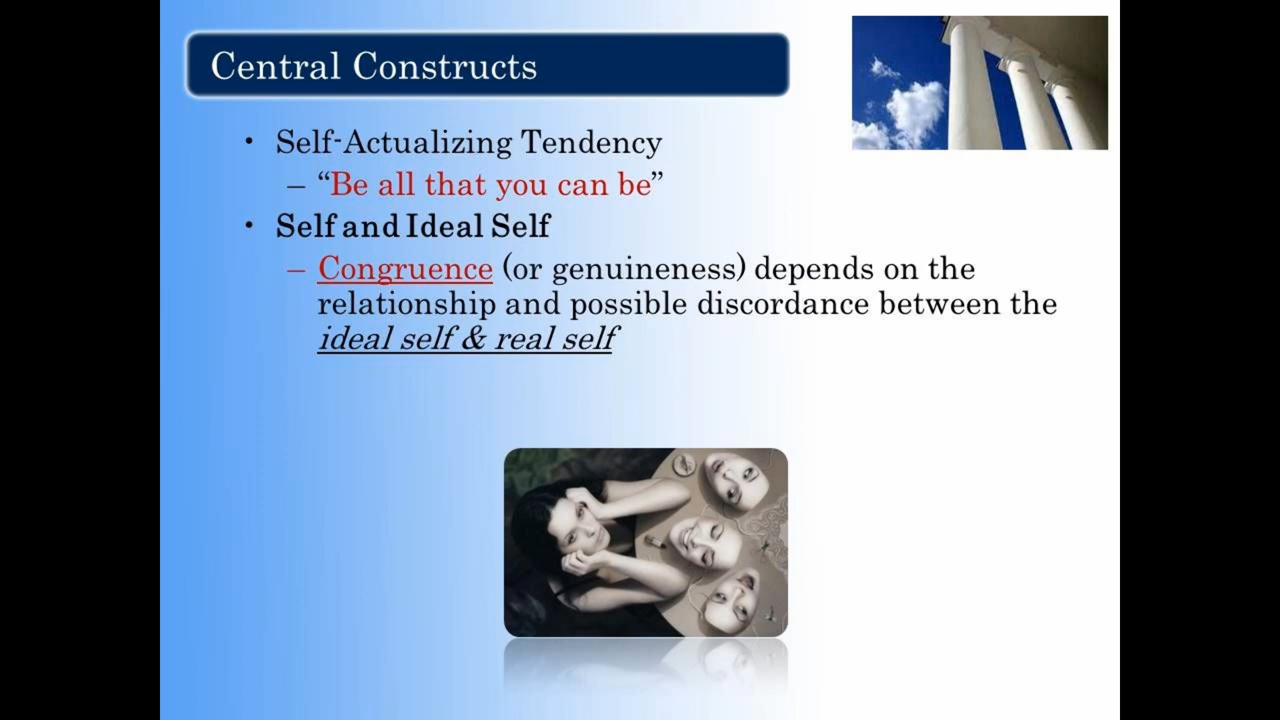 Central Constructs
• Self-Actualizing Tendency
– “Be all that you can be”
• Self and Ideal Self
– Congruence (or genuineness) depends on the
relationship and possible discordance between the
ideal self & real self